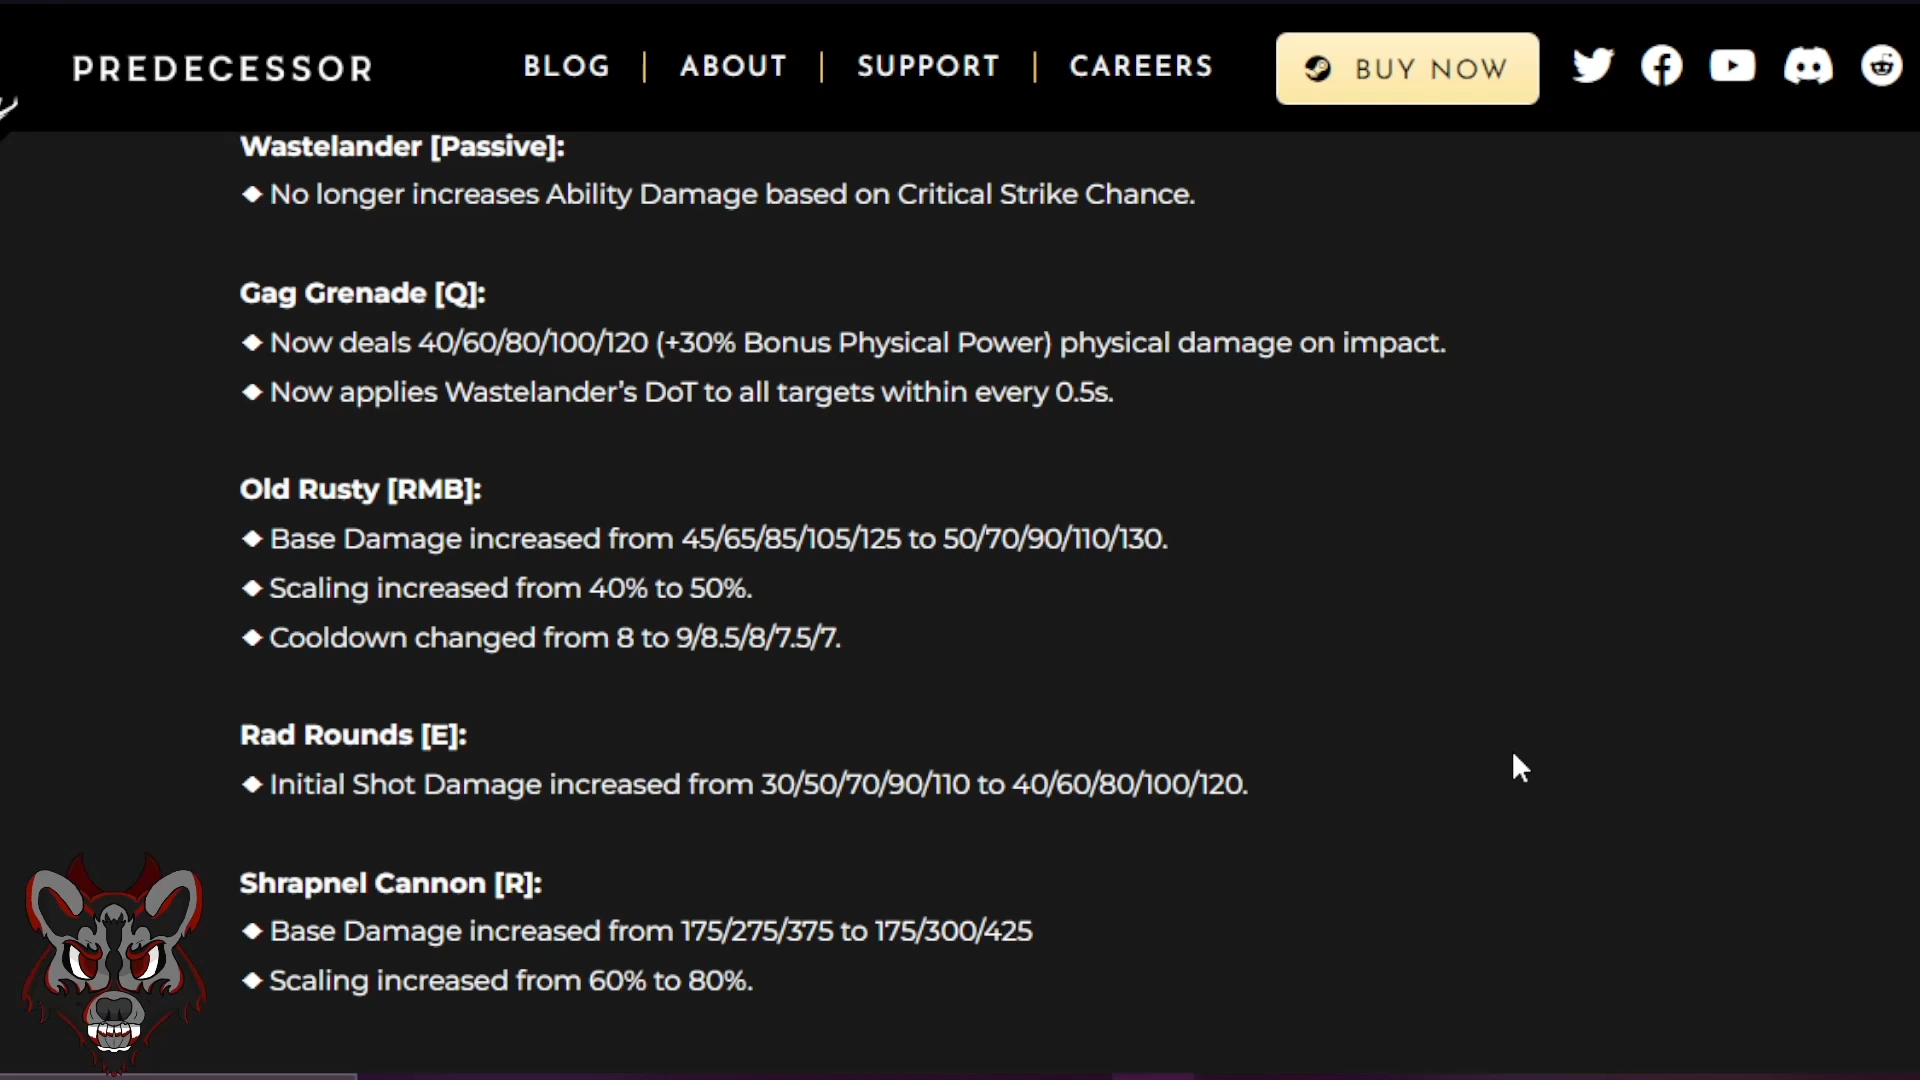 PREDECESSOR
BLOG | ABOUT | SUPPORT | CAREERS
BUY NOW
Wastelander [Passive]:
◆ No longer increases Ability Damage based on Critical Strike Chance.
Gag Grenade [Q]:
◆ Now deals 40/60/80/100/120 (+30% Bonus Physical Power) physical damage on impact.
◆ Now applies Wastelander’s DoT to all targets within every 0.5s.
Old Rusty [RMB]:
◆ Base Damage increased from 45/65/85/105/125 to 50/70/90/110/130.
◆ Scaling increased from 40% to 50%.
◆ Cooldown changed from 8 to 9/8.5/8/7.5/7.
Rad Rounds [E]:
◆ Initial Shot Damage increased from 30/50/70/90/110 to 40/60/80/100/120.
Shrapnel Cannon [R]:
◆ Base Damage increased from 175/275/375 to 175/300/425
◆ Scaling increased from 60% to 80%.